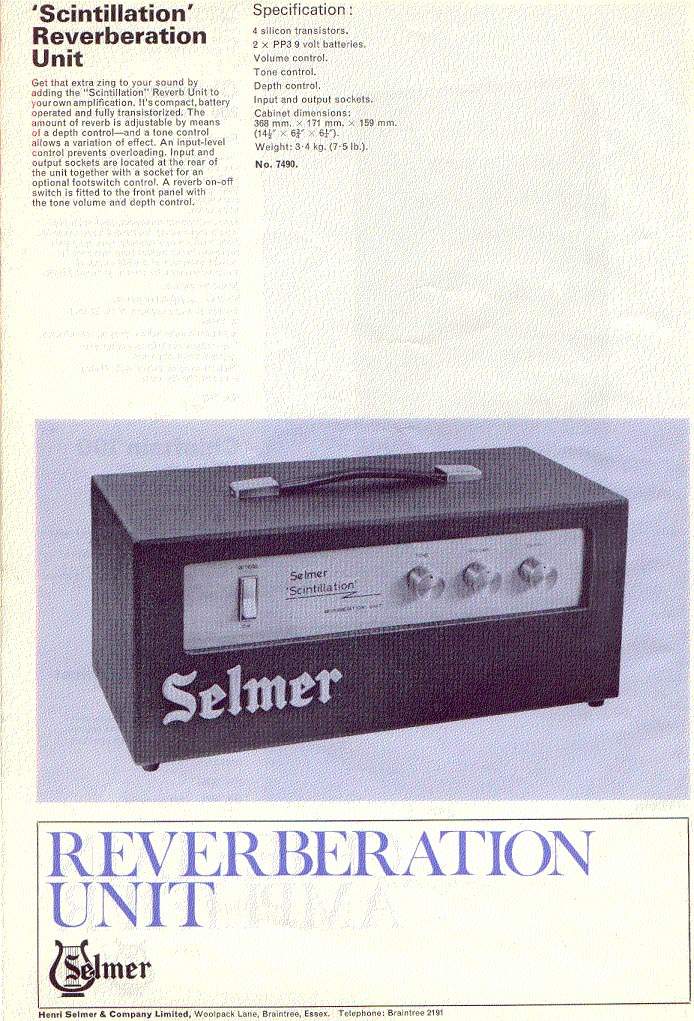 'Scintillation'
Reverberation
Unit
Get that extra zing to your sound by
adding the "Scintillation" Reverb Unit to
your own amplification. It's compact, battery
operated and fully transistorized. The
amount of reverb is adjustable by means
of a depth control—and a tone control
allows a variation of effect. An input-level
control prevents overloading. Input and
output sockets are located at the rear of
the unit together with a socket for an
optional footswitch control. A reverb on-off
switch is fitted to the front panel with
the tone volume and depth control.
Specification:
4 silicon transistors.
2 × PP3 9 volt batteries.
Volume control.
Tone control.
Depth control.
Input and output sockets.
Cabinet dimensions:
368 mm. × 171 mm. × 159 mm.
(14½″ × 6¾″ × 6¼″).
Weight: 3·4 kg. (7·5 lb.).
No. 7490.
Selmer
'Scintillation'
REVERBERATION UNIT
TONE
Selmer
REVERBERATION
UNIT
Selmer
Henri Selmer & Company Limited, Woolpack Lane, Braintree, Essex. Telephone: Braintree 2191